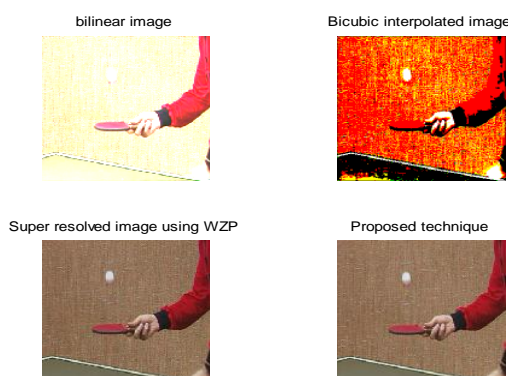 bilinear image
Bicubic interpolated image
Super resolved image using WZP
Proposed technique